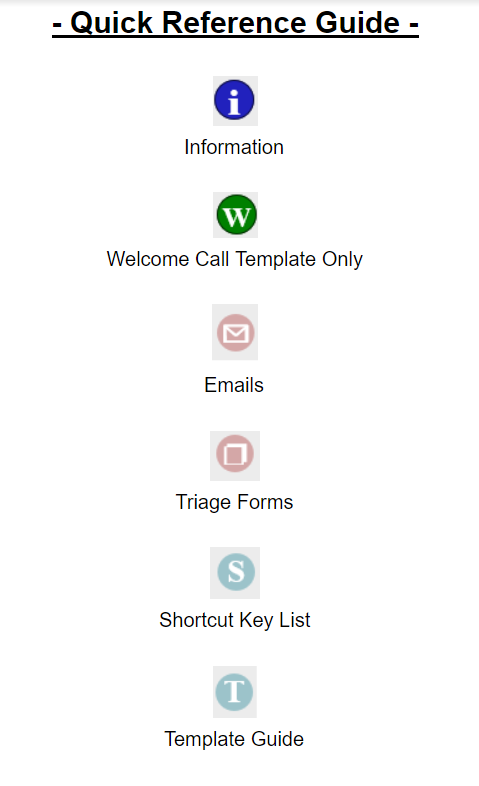 - Quick Reference Guide -
i
Information
W
Welcome Call Template Only
Emails
Triage Forms
S
Shortcut Key List
T
Template Guide